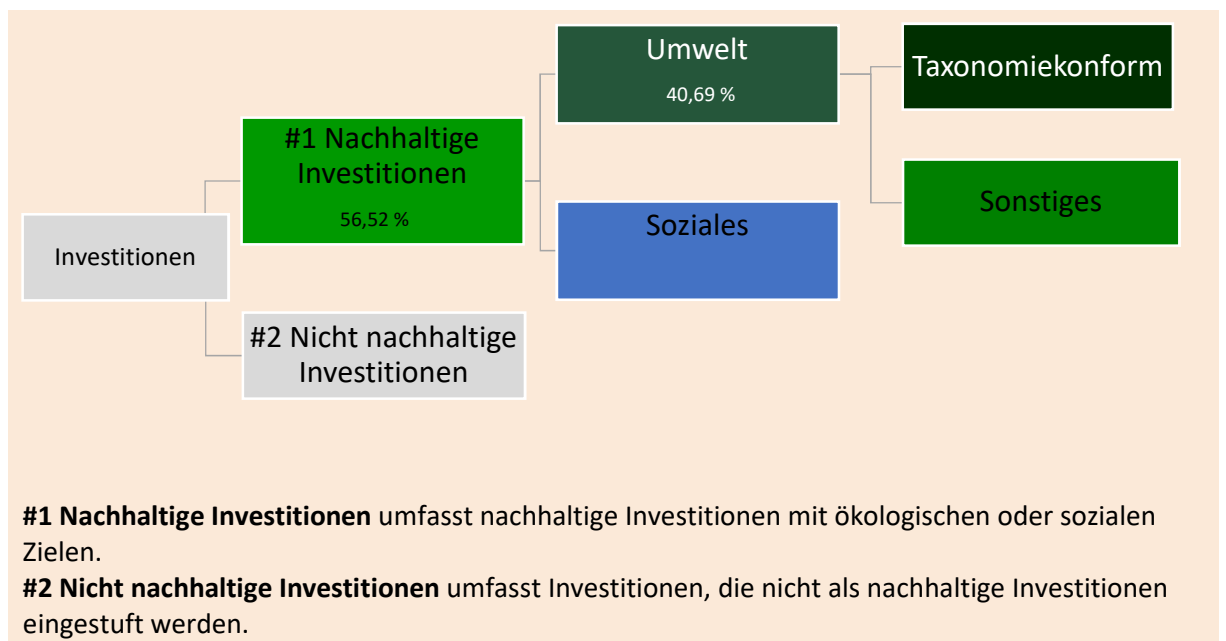 Umwelt
40,69 %
Taxonomiekonform
#1 Nachhaltige
Investitionen
56,52 %
Sonstiges
Soziales
Investitionen
#2 Nicht nachhaltige
Investitionen
#1 Nachhaltige Investitionen umfasst nachhaltige Investitionen mit ökologischen oder sozialen
Zielen.
#2 Nicht nachhaltige Investitionen umfasst Investitionen, die nicht als nachhaltige Investitionen
eingestuft werden.